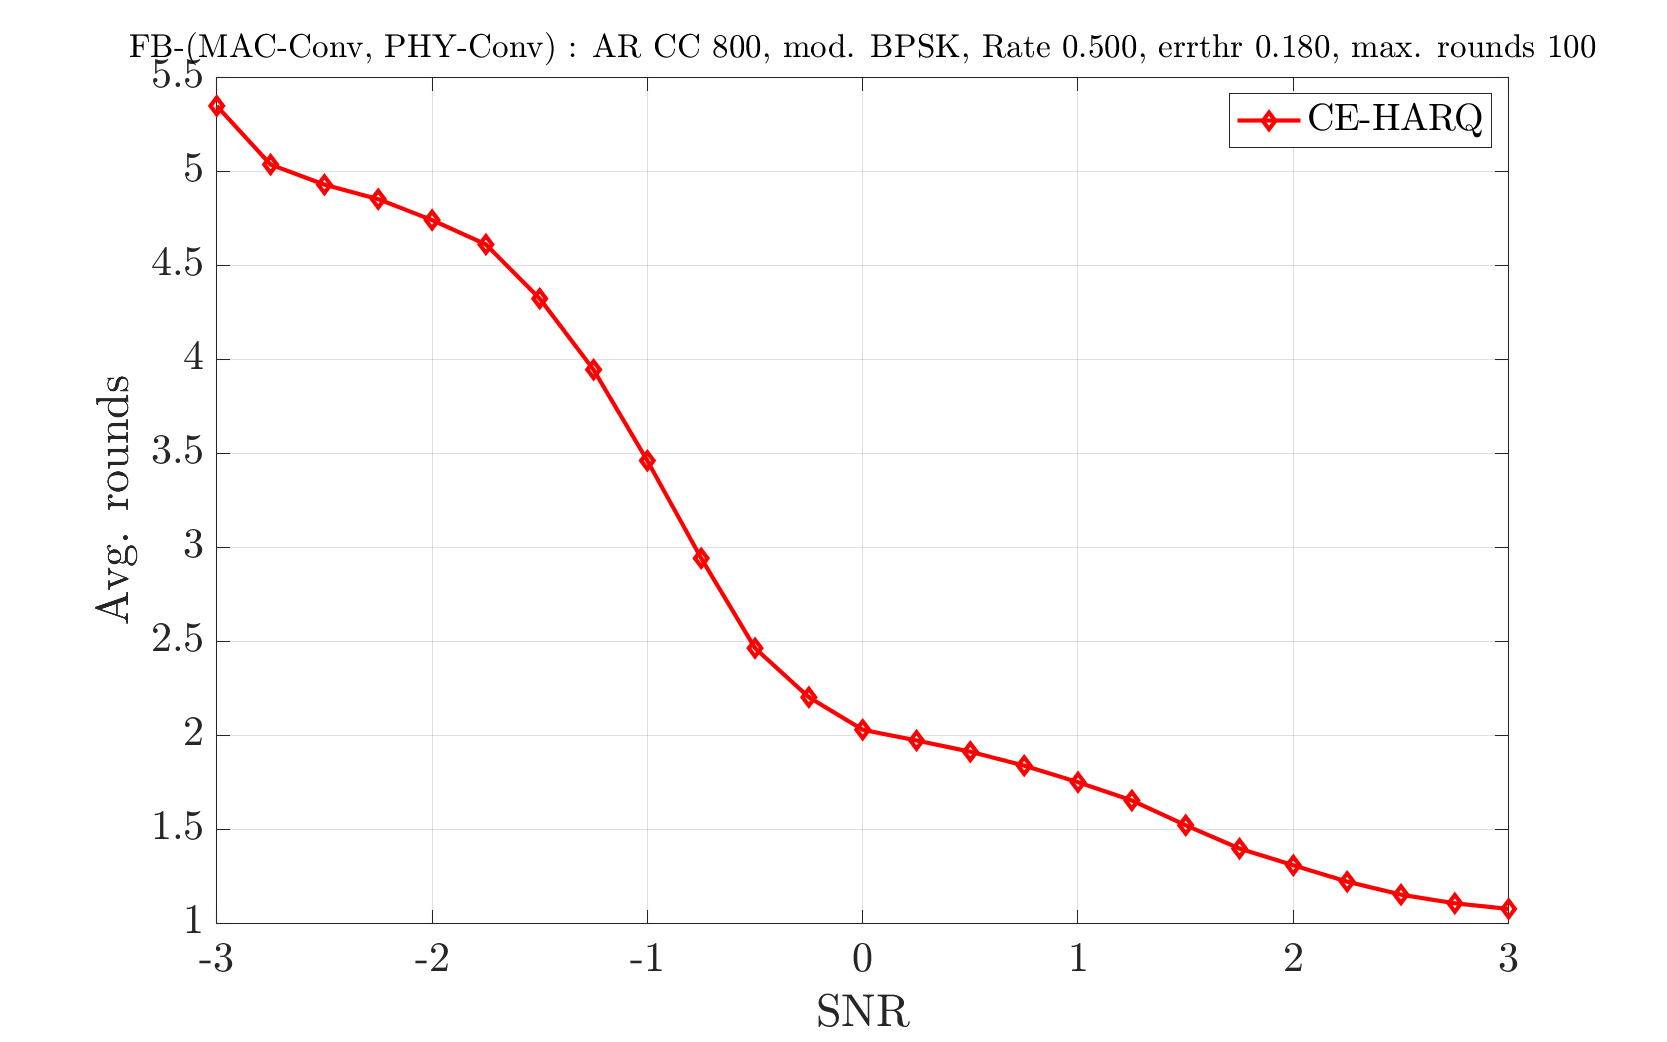 FB-(MAC-Conv, PHY-Conv) : AR CC 800, mod. BPSK, Rate 0.500, errthr 0.180, max. rounds 100
CE-HARQ
Avg. rounds
5.5
5
4.5
4
3.5
3
2.5
2
1.5
1
-3 -2 -1 0 1 2 3
SNR